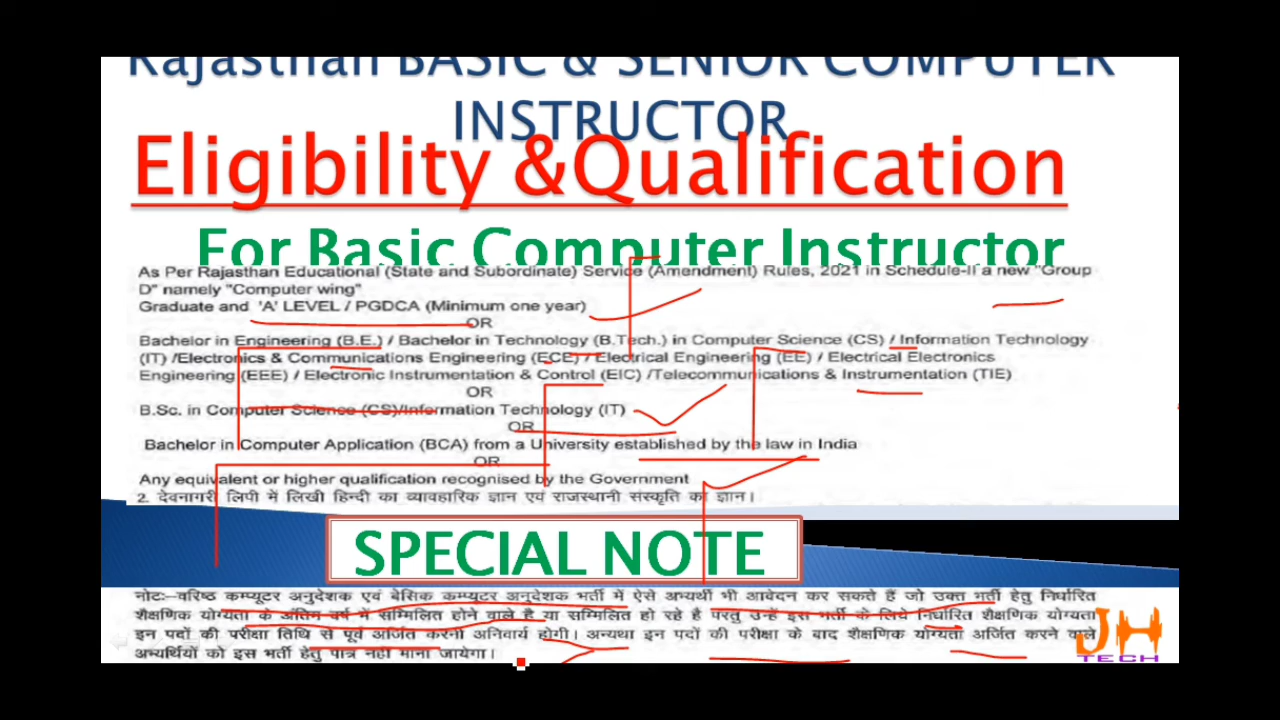 Rajasthan BASIC & SENIOR COMPUTER
INSTRUCTOR
Eligibility &Qualification
For Basic Computer Instructor
As Per Rajasthan Educational (State and Subordinate) Service (Amendment) Rules, 2021 in Schedule-II a new "Group
D" namely "Computer wing"
Graduate and 'A' LEVEL / PGDCA (Minimum one year)
OR
Bachelor in Engineering (B.E.) / Bachelor in Technology (B.Tech.) in Computer Science (CS) / Information Technology
(IT) /Electronics & Communications Engineering (ECE) / Electrical Engineering (EE) / Electrical Electronics
Engineering (EEE) / Electronic Instrumentation & Control (EIC) /Telecommunications & Instrumentation (TIE)
OR
B.Sc. in Computer Science (CS)/Information Technology (IT)
OR
Bachelor in Computer Application (BCA) from a University established by the law in India
OR
Any equivalent or higher qualification recognised by the Government
2. देवनागरी लिपी में लिखी हिन्दी का व्यावहारिक ज्ञान एवं राजस्थानी संस्कृति का ज्ञान।
SPECIAL NOTE
नोटः–वरिष्ठ कम्प्यूटर अनुदेशक एवं बेसिक कम्प्यूटर अनुदेशक भर्ती में ऐसे अभ्यर्थी भी आवेदन कर सकते हैं जो उक्त भर्ती हेतु निर्धारित
शैक्षणिक योग्यता के अंतिम वर्ष में सम्मिलित होने वाले है या सम्मिलित हो रहे है परंतु उन्हें इस भर्ती के लिये निर्धारित शैक्षणिक योग्यता
इन पदों की परीक्षा तिथि से पूर्व अर्जित करनी अनिवार्य होगी। अन्यथा इन पदों की परीक्षा के बाद शैक्षणिक योग्यता अर्जित करने वाले
अभ्यर्थियों को इस भर्ती हेतु पात्र नही माना जायेगा।
JH
TECH